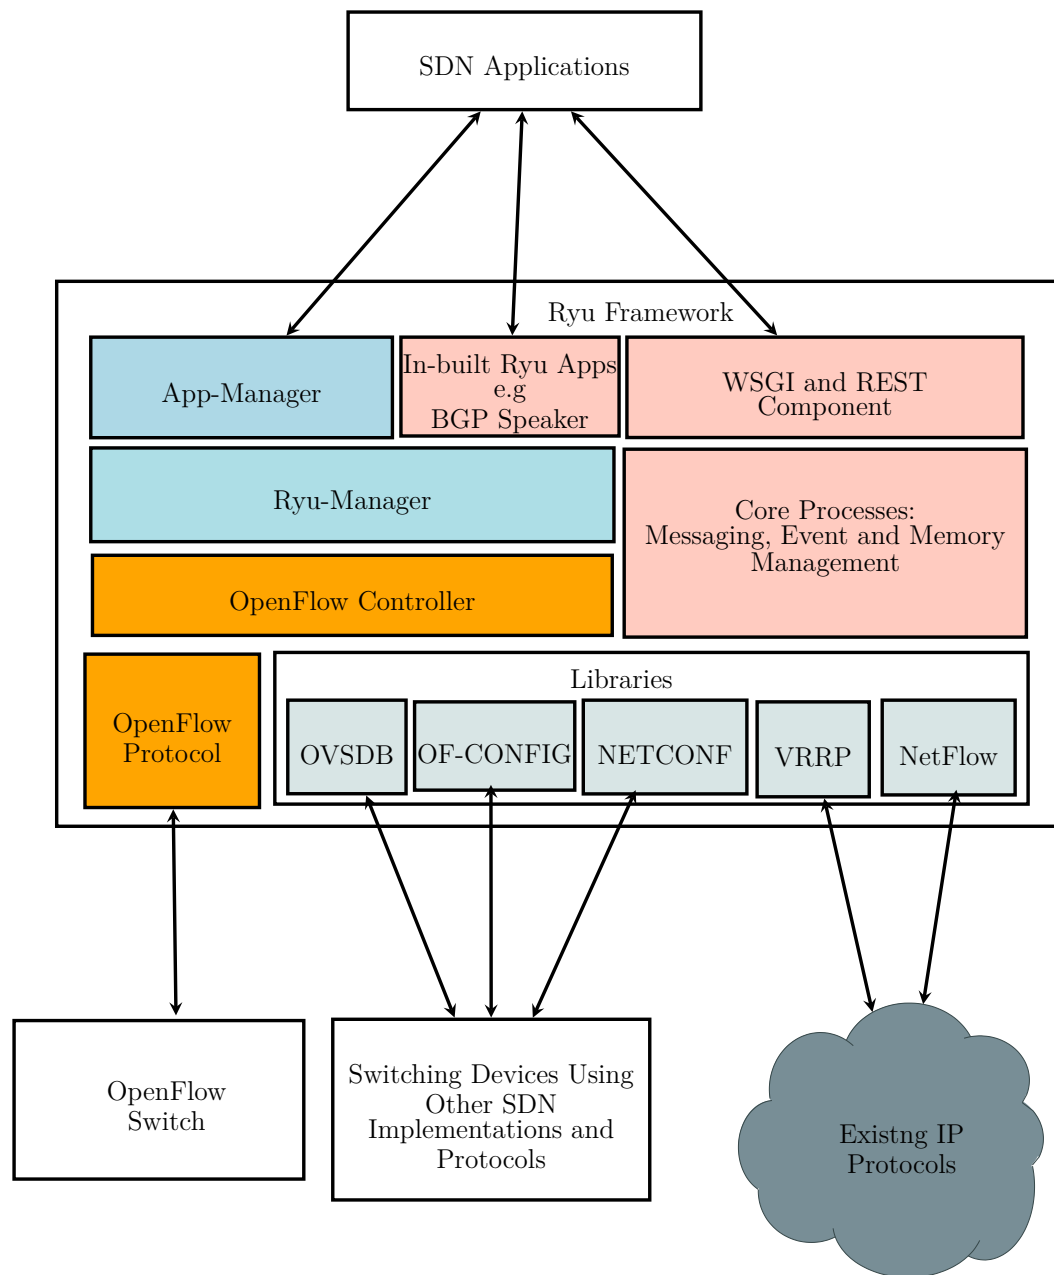 SDN Applications
Ryu Framework
App-Manager
In-built Ryu Apps
e.g
BGP Speaker
WSGI and REST
Component
Ryu-Manager
Core Processes:
Messaging, Event and Memory
Management
OpenFlow Controller
OpenFlow
Protocol
Libraries
OVSDB
OF-CONFIG
NETCONF
VRRP
NetFlow
OpenFlow
Switch
Switching Devices Using
Other SDN
Implementations and
Protocols
Existng IP
Protocols